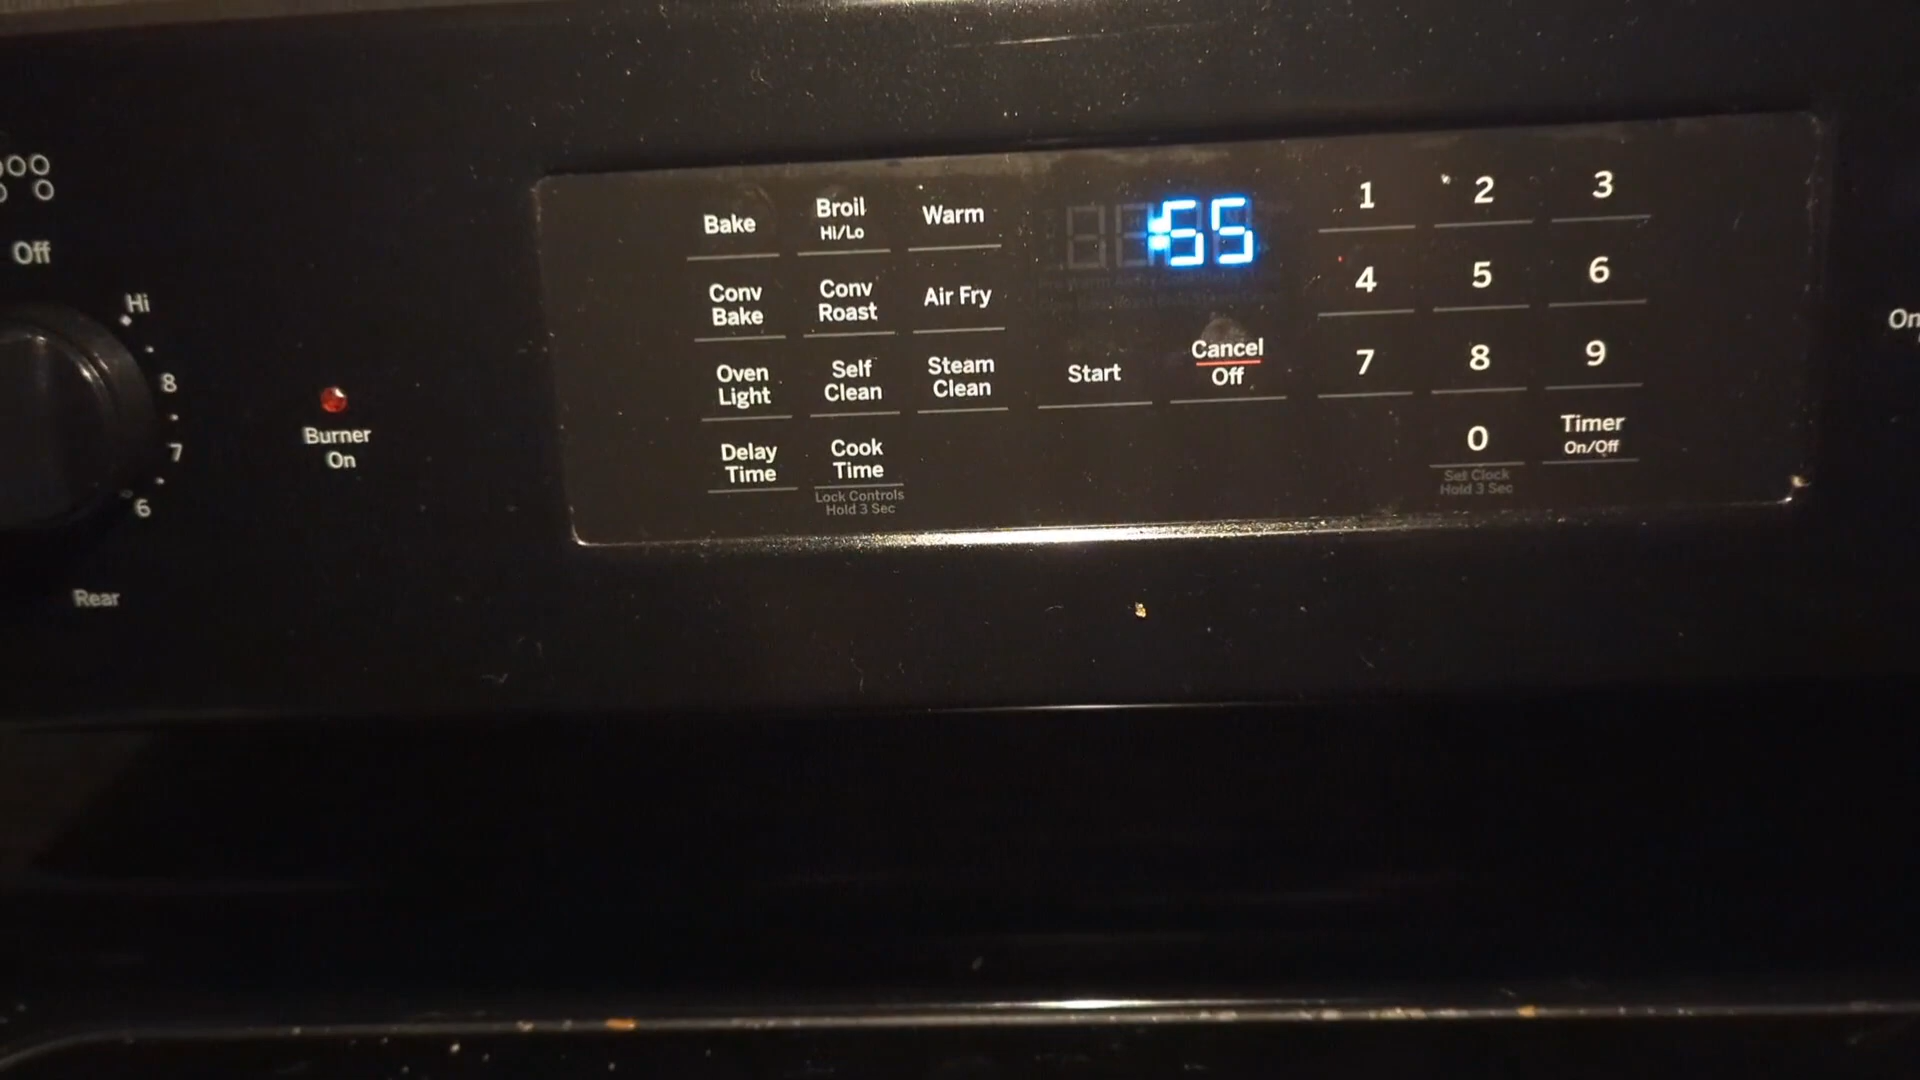 Off
Hi
8
7
6
Rear
Burner
On
Bake
Broil
Hi/Lo
Warm
Conv
Bake
Conv
Roast
Air Fry
Oven
Light
Self
Clean
Steam
Clean
Delay
Time
Cook
Time
Lock Controls
Hold 3 Sec
:55
Start
Cancel
Off
1
2
3
4
5
6
7
8
9
0
Set Clock
Hold 3 Sec
Timer
On/Off
On